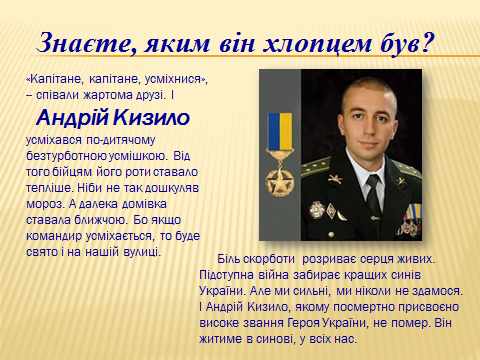 Знаєте, яким він хлопцем був?
«Капітане, капітане, усміхнися»,
– співали жартома друзі. І
Андрій Кизило
усміхався по-дитячому
безтурботною усмішкою. Від
того бійцям його роти ставало
тепліше. Ніби не так дошкуляв
мороз. А далека домівка
ставала ближчою. Бо якщо
командир усміхається, то буде
свято і на нашій вулиці.
Біль скорботи розриває серця живих.
Підступна війна забирає кращих синів
України. Але ми сильні, ми ніколи не здамося.
І Андрій Кизило, якому посмертно присвоєно
високе звання Героя України, не помер. Він
житиме в синові, у всіх нас.